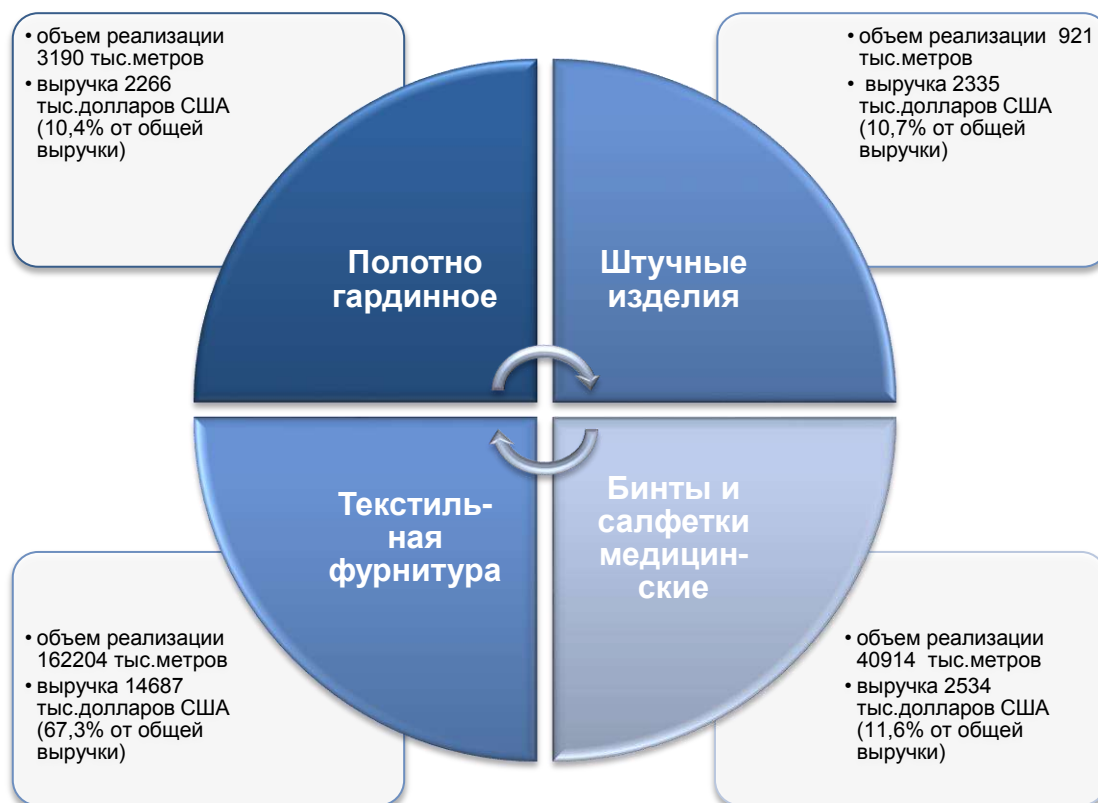 • объем реализации
3190 тыс.метров
• выручка 2266
тыс.долларов США
(10,4% от общей
выручки)
• объем реализации 921
тыс.метров
• выручка 2335
тыс.долларов США
(10,7% от общей
выручки)
Полотно
гардинное
Штучные
изделия
Текстиль-
ная
фурнитура
Бинты и
салфетки
медицин-
ские
• объем реализации
162204 тыс.метров
• выручка 14687
тыс.долларов США
(67,3% от общей
выручки)
• объем реализации
40914 тыс.метров
• выручка 2534
тыс.долларов США
(11,6% от общей
выручки)